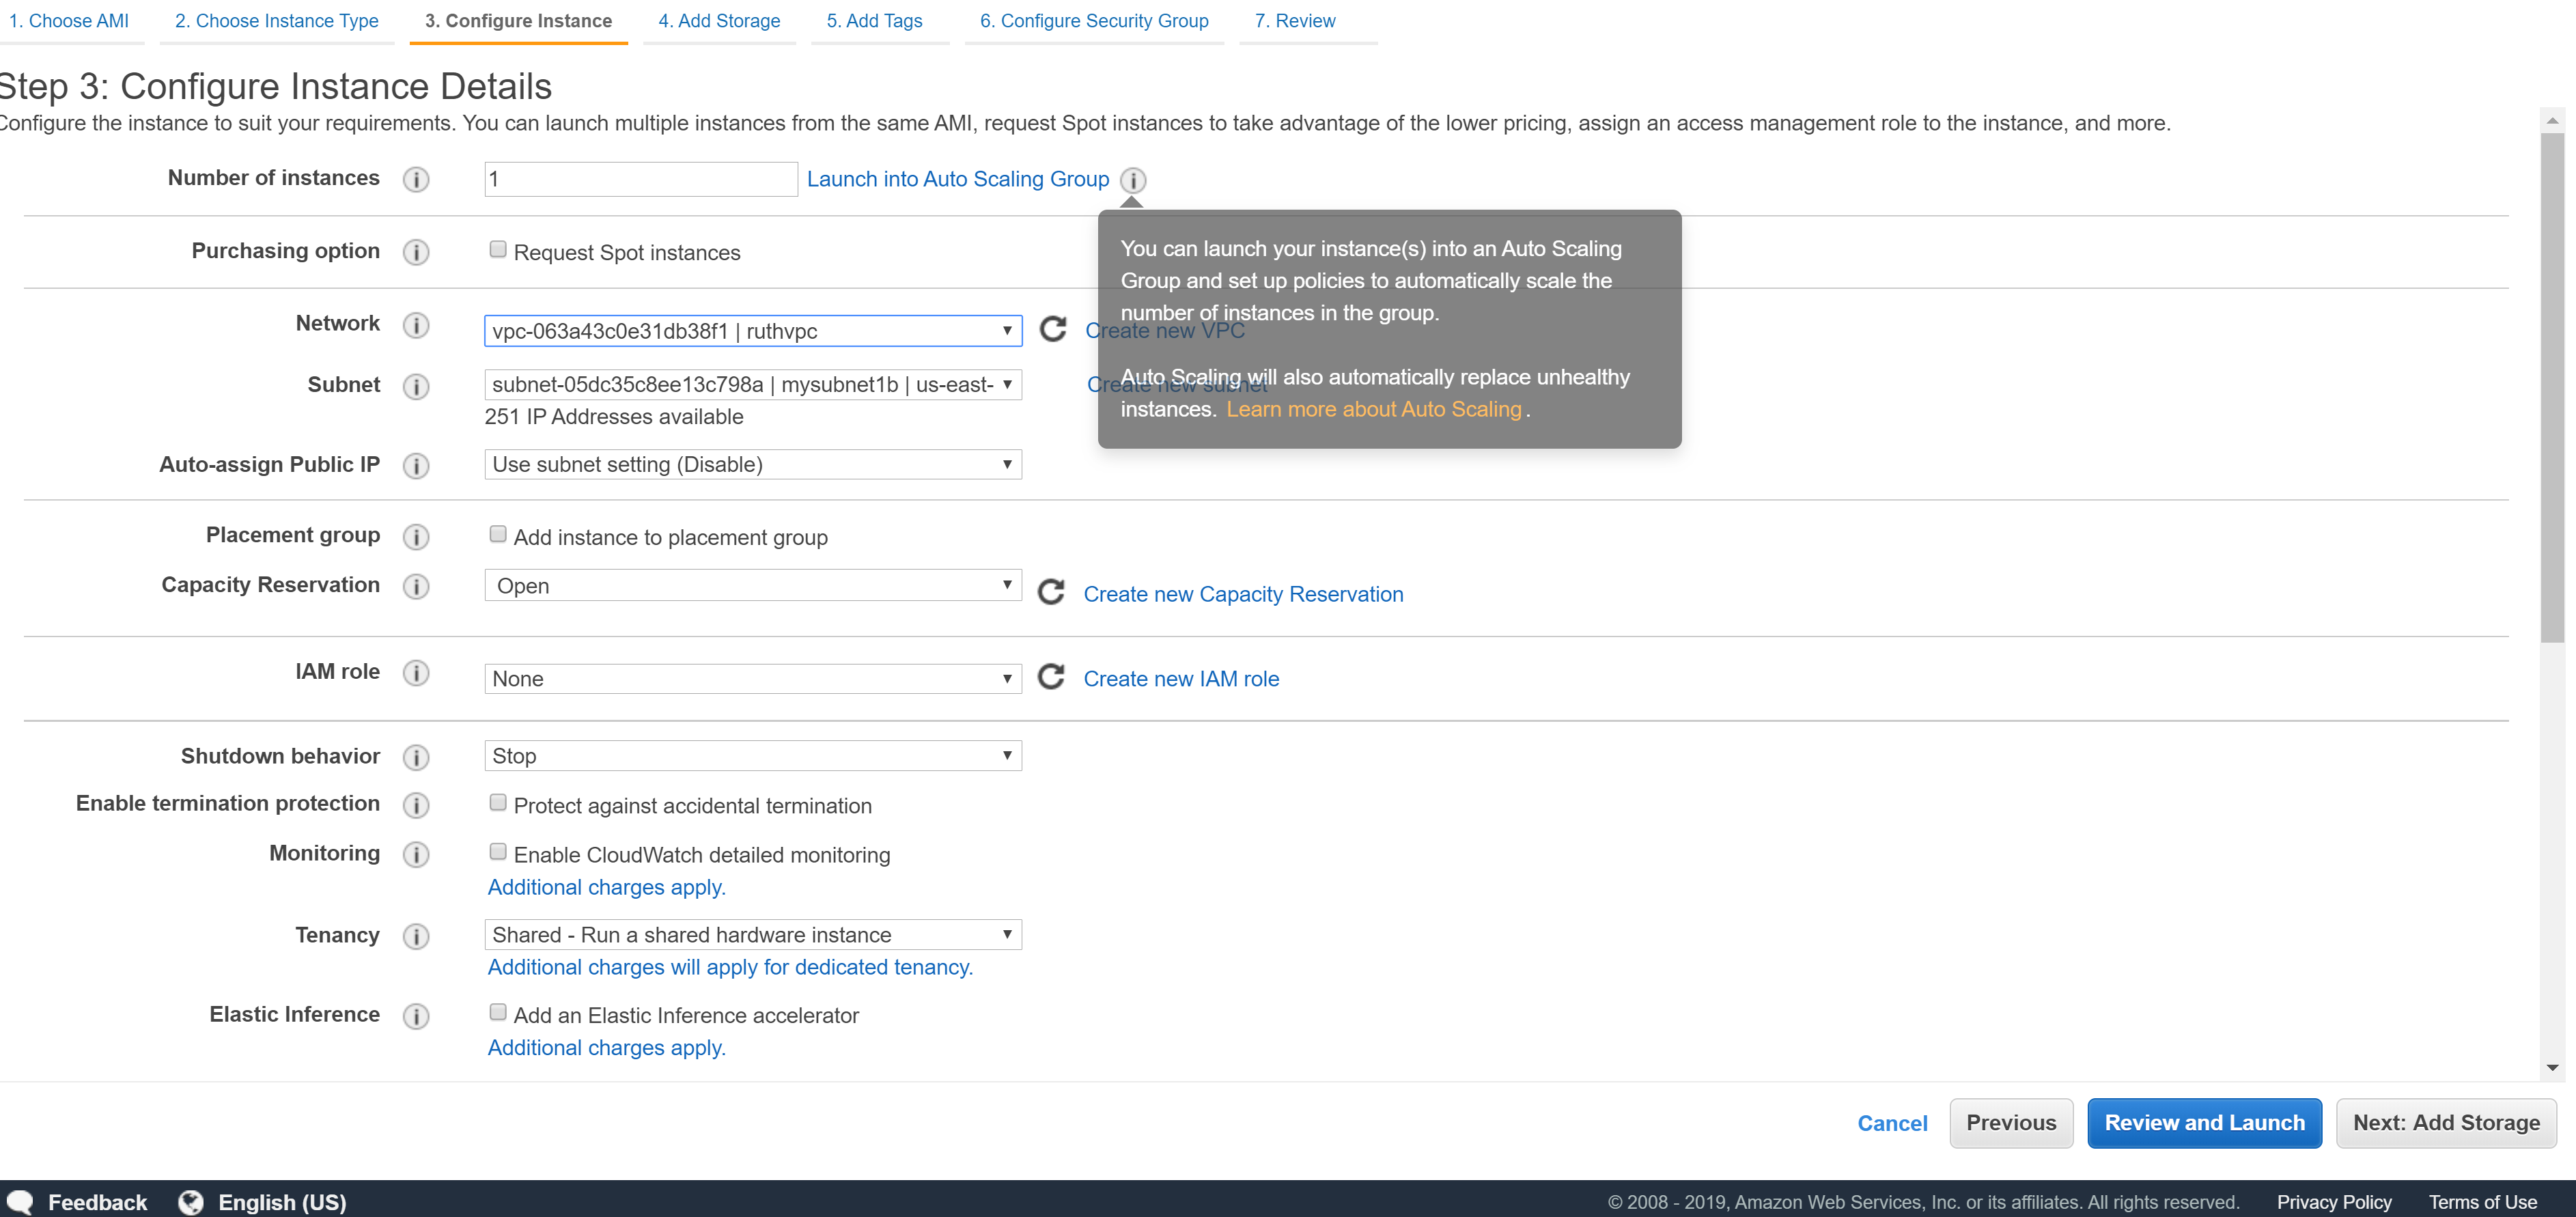 1. Choose AMI 2. Choose Instance Type 3. Configure Instance 4. Add Storage 5. Add Tags 6. Configure Security Group 7. Review
Step 3: Configure Instance Details
Configure the instance to suit your requirements. You can launch multiple instances from the same AMI, request Spot instances to take advantage of the lower pricing, assign an access management role to the instance, and more.
Number of instances 1 Launch into Auto Scaling Group
You can launch your instance(s) into an Auto Scaling
Group and set up policies to automatically scale the
number of instances in the group.
Auto Scaling will also automatically replace unhealthy
instances. Learn more about Auto Scaling.
Purchasing option Request Spot instances
Network vpc-063a43c0e31db38f1 | ruthvpc Create new VPC
Subnet subnet-05dc35c8ee13c798a | mysubnet1b | us-east- Create new subnet
251 IP Addresses available
Auto-assign Public IP Use subnet setting (Disable)
Placement group Add instance to placement group
Capacity Reservation Open Create new Capacity Reservation
IAM role None Create new IAM role
Shutdown behavior Stop
Enable termination protection Protect against accidental termination
Monitoring Enable CloudWatch detailed monitoring
Additional charges apply.
Tenancy Shared - Run a shared hardware instance
Additional charges will apply for dedicated tenancy.
Elastic Inference Add an Elastic Inference accelerator
Additional charges apply.
Cancel Previous Review and Launch Next: Add Storage
Feedback English (US) © 2008 - 2019, Amazon Web Services, Inc. or its affiliates. All rights reserved. Privacy Policy Terms of Use